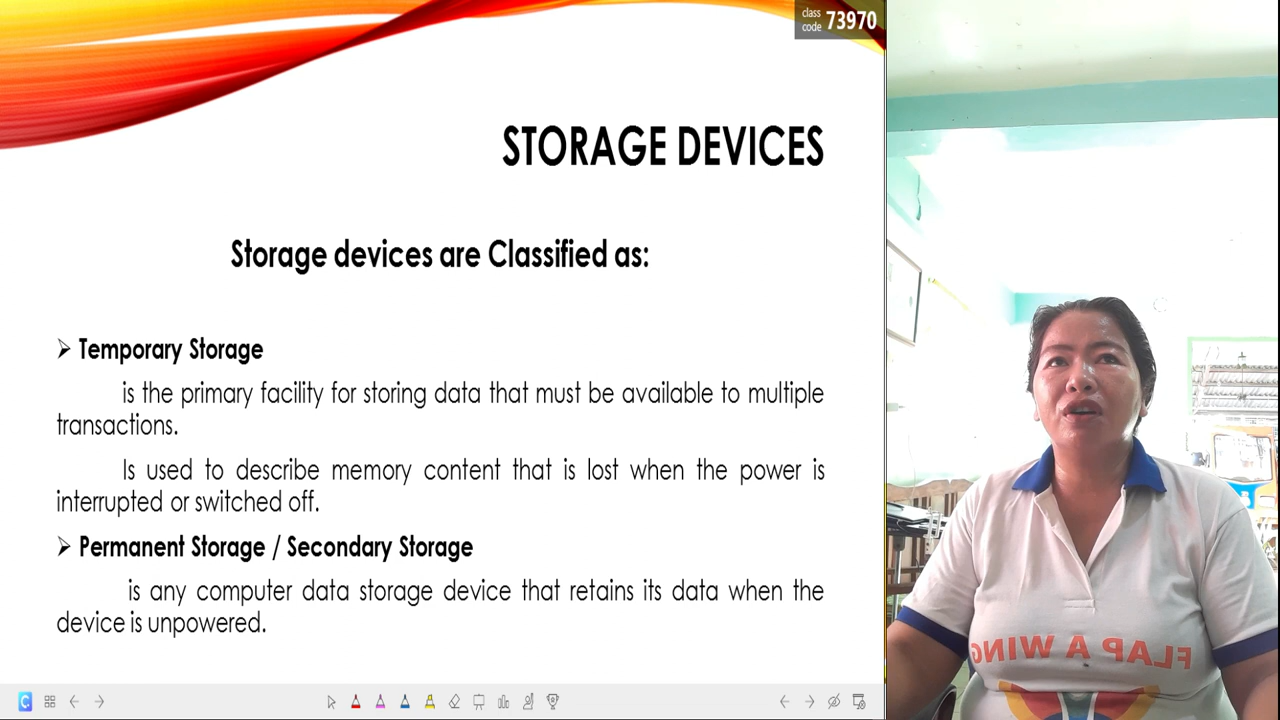 class
code 73970
STORAGE DEVICES
Storage devices are Classified as:
➢ Temporary Storage
is the primary facility for storing data that must be available to multiple
transactions.
Is used to describe memory content that is lost when the power is
interrupted or switched off.
➢ Permanent Storage / Secondary Storage
is any computer data storage device that retains its data when the
device is unpowered.
FLAP A WING